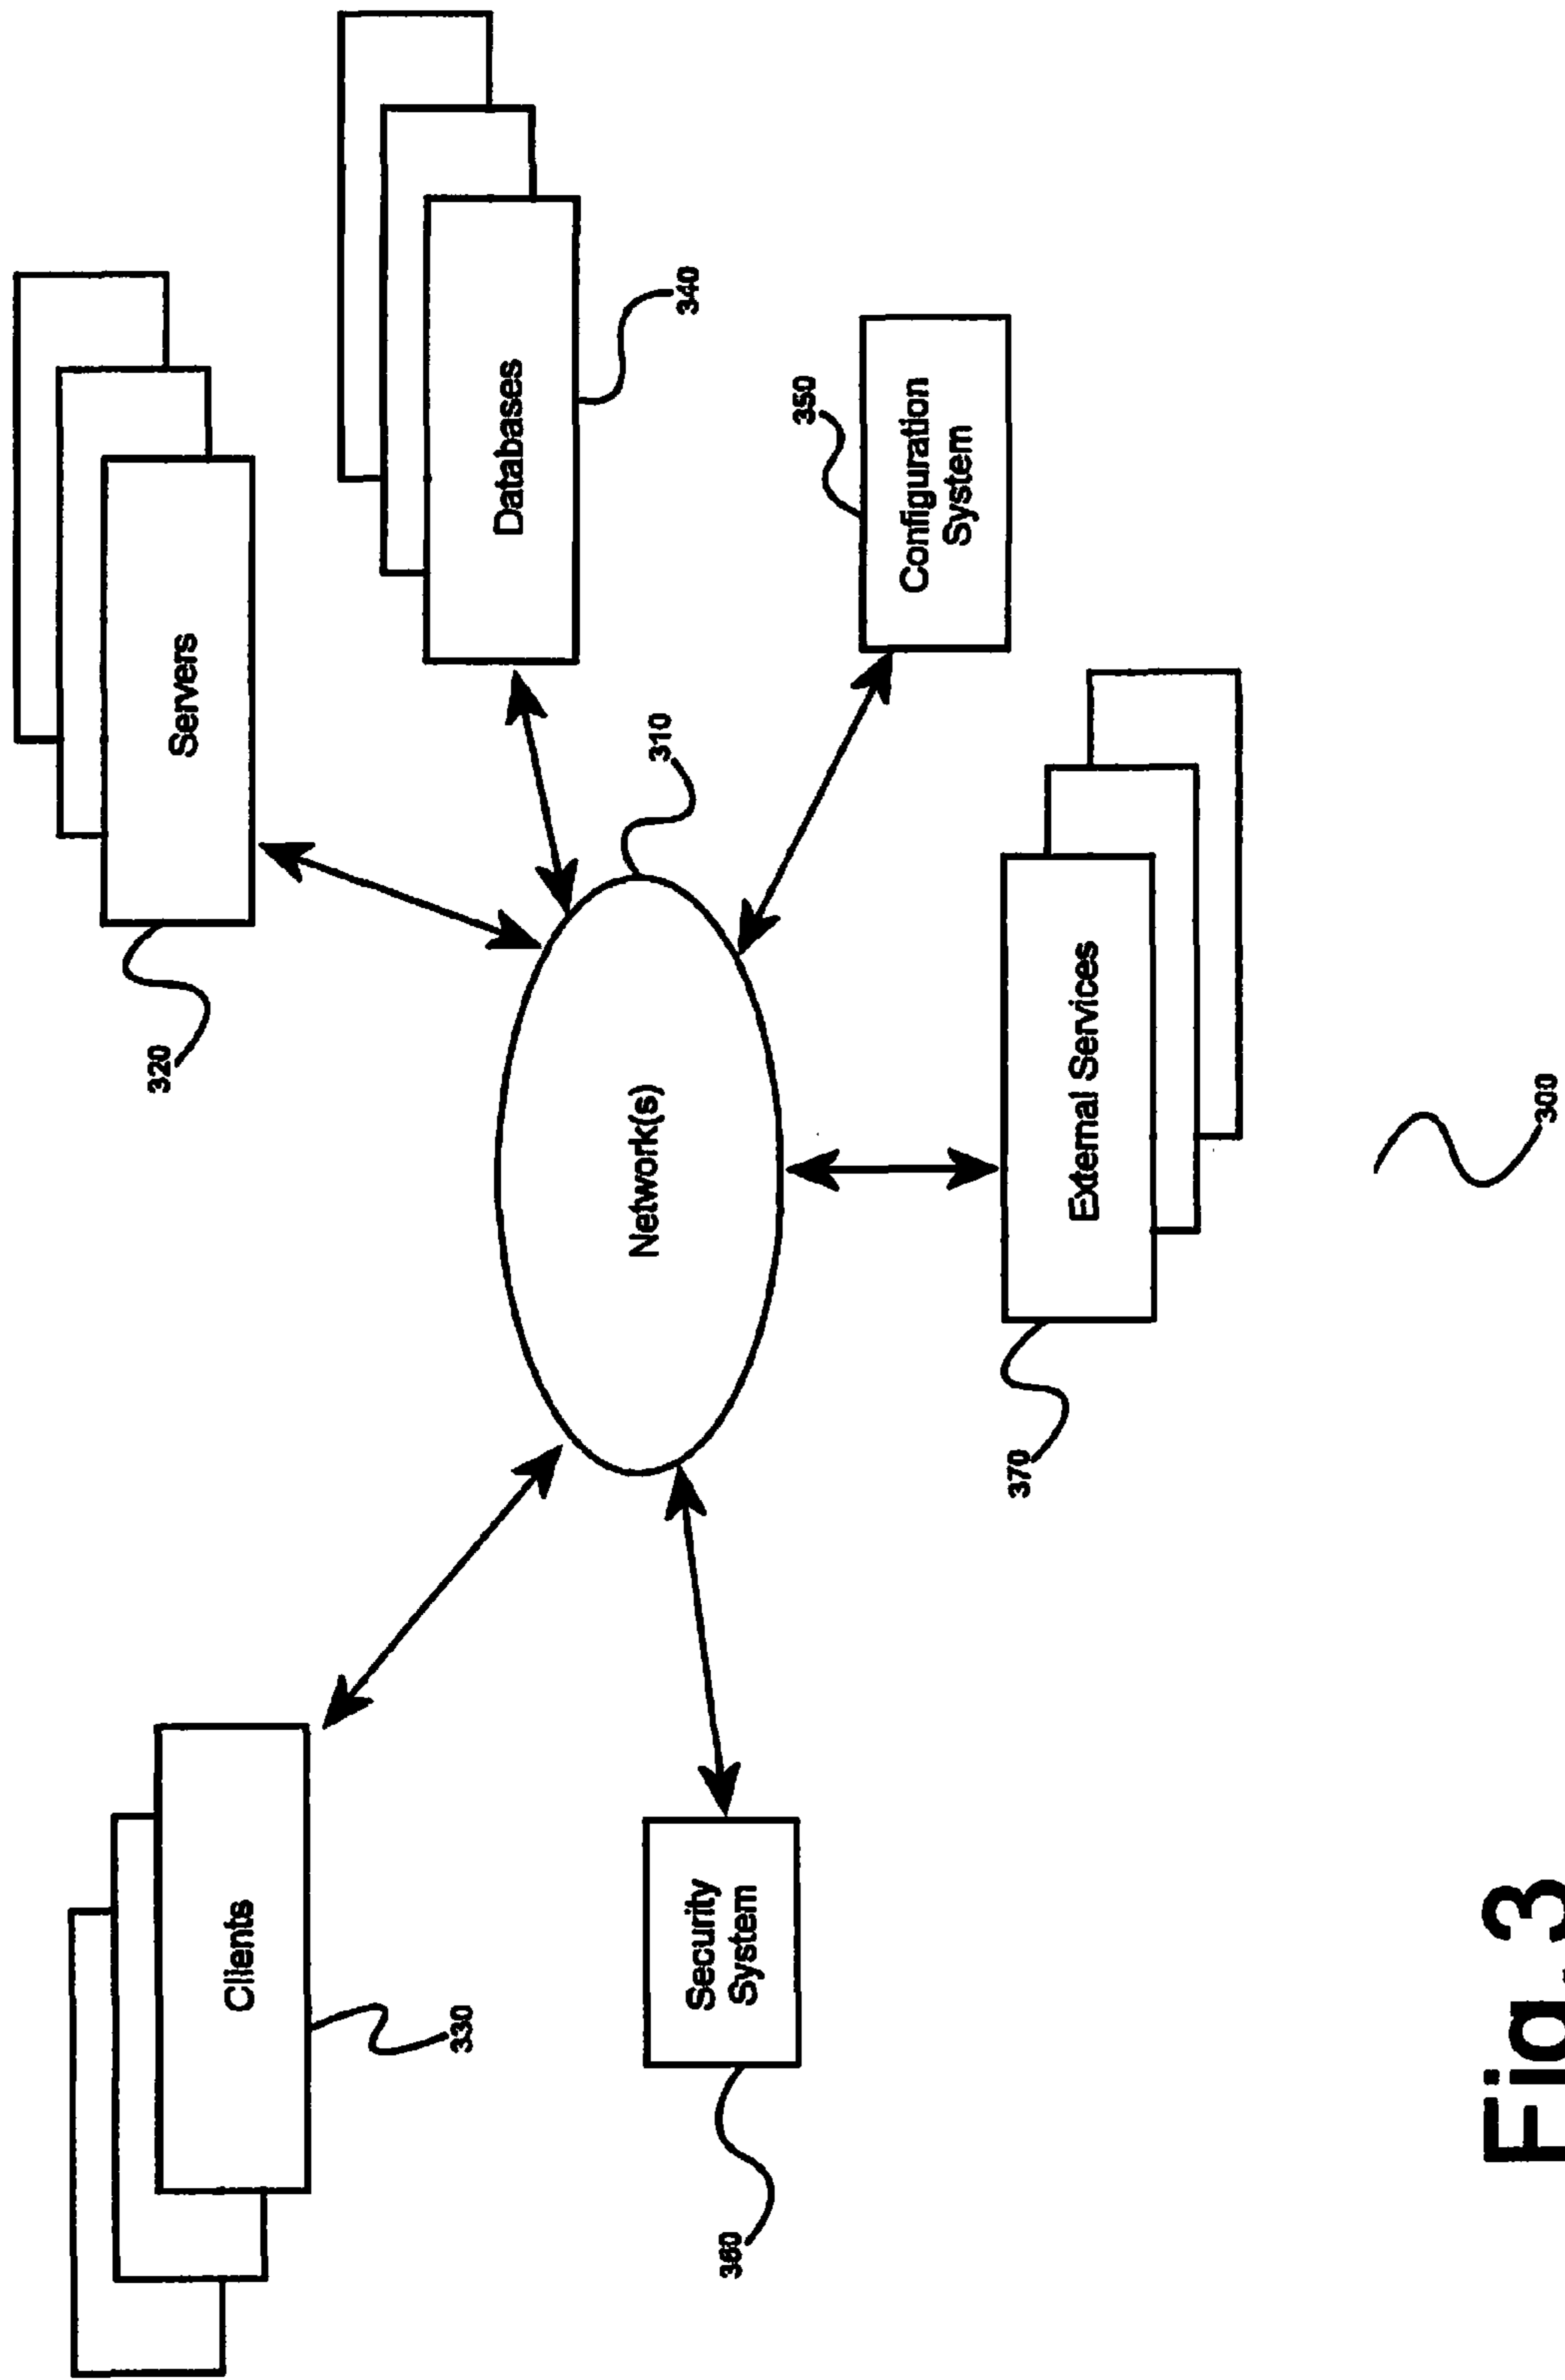 Servers
320
Clients
330
Databases
340
Network(s)
310
Security
System
360
Configuration
System
350
External Services
370
300
Fig. 3